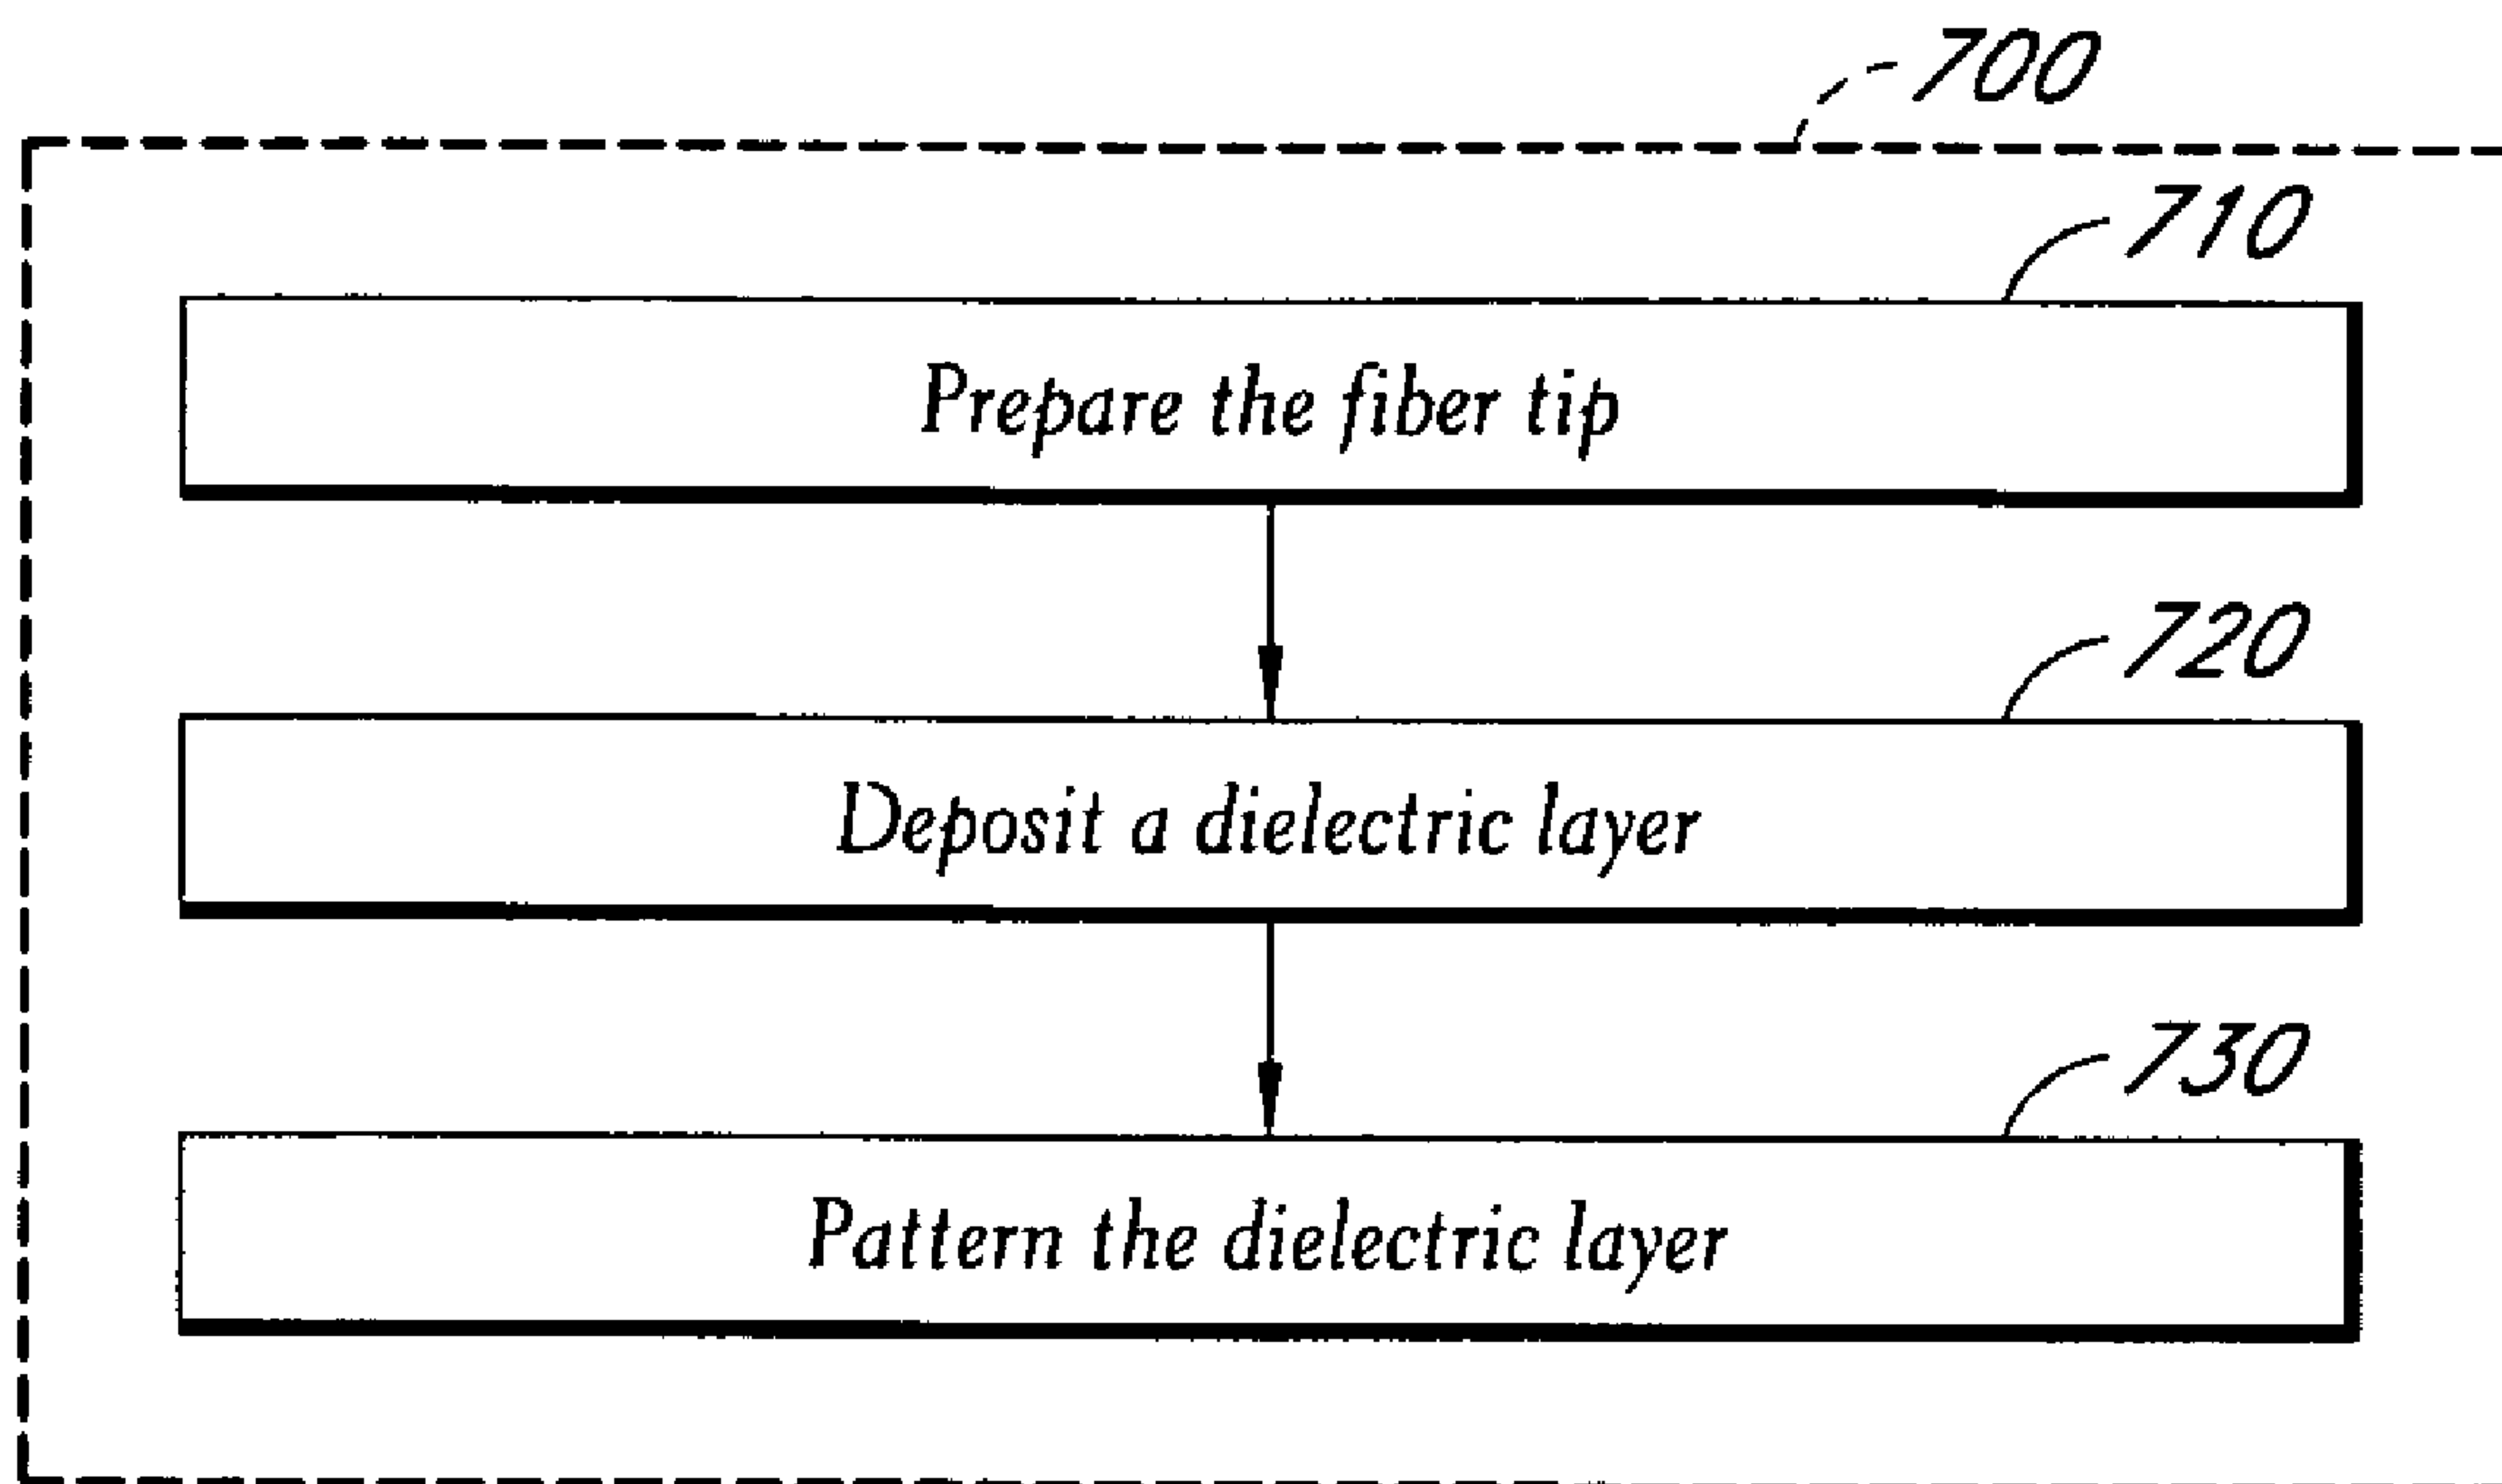 700
710
Prepare the fiber tip
720
Deposit a dielectric layer
730
Pattern the dielectric layer